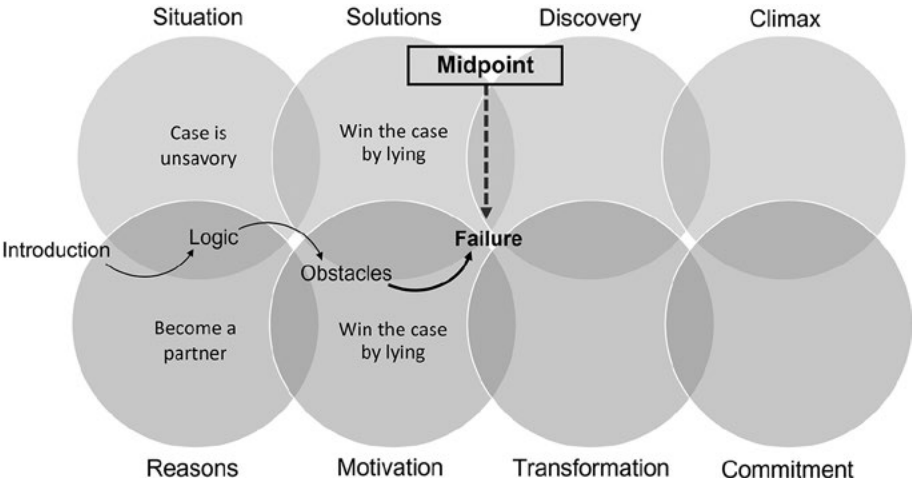 Situation
Solutions
Discovery
Climax
Midpoint
Case is
unsavory
Win the case
by lying
Introduction
Logic
Obstacles
Failure
Become a
partner
Win the case
by lying
Reasons
Motivation
Transformation
Commitment